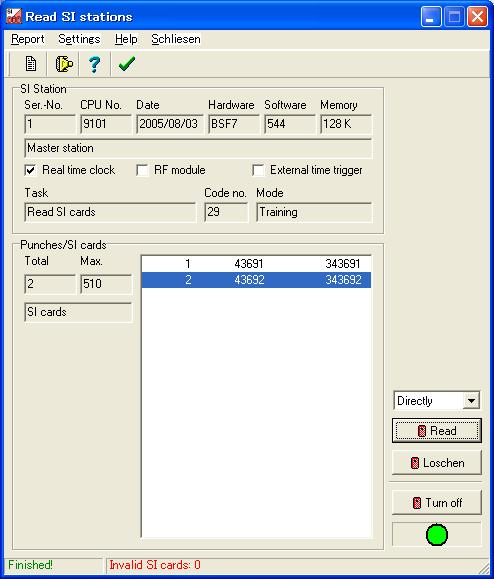 Read SI stations
Report Settings Help Schliesen
SI Station
Ser.-No. CPU No. Date Hardware Software Memory
1 9101 2005/08/03 BSF7 544 128 K
Master station
Real time clock RF module External time trigger
Task Code no. Mode
Read SI cards 29 Training
Punches/SI cards
Total Max.
2 510
SI cards
1 43691 343691
2 43692 343692
Directly
Read
Loschen
Turn off
Finished! Invalid SI cards: 0